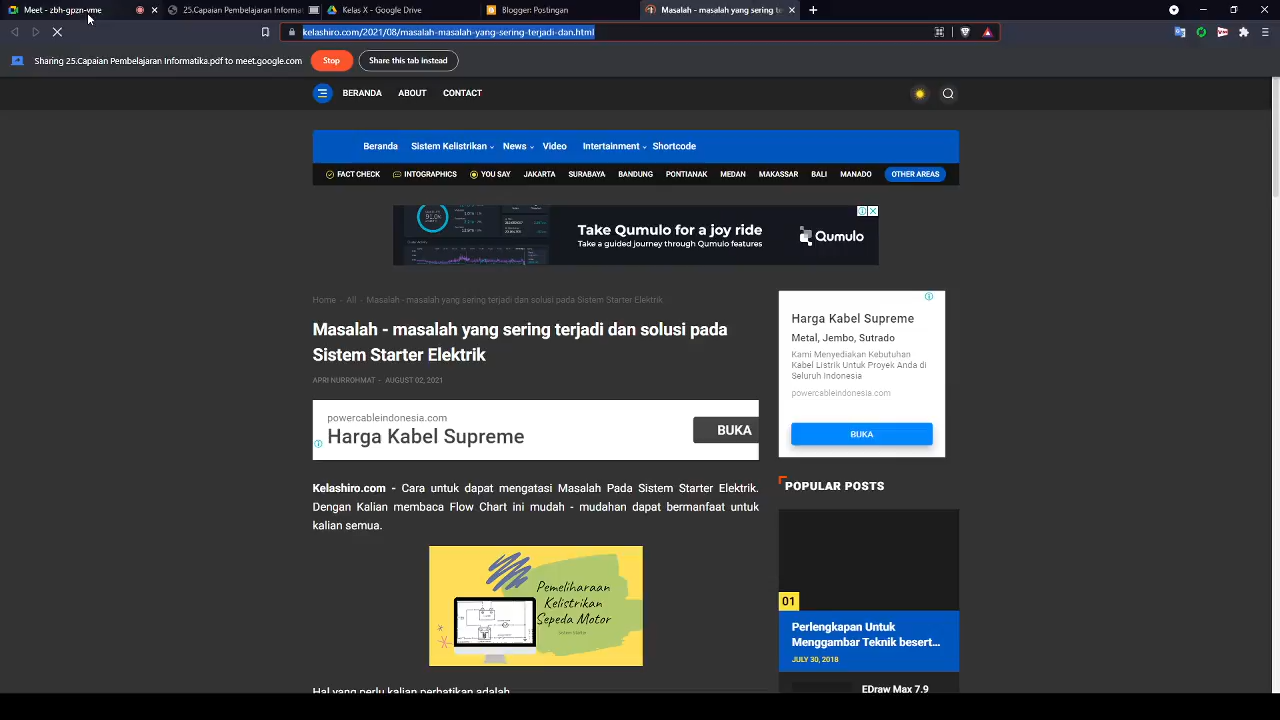 Meet - zbh-gpzn-vme
25.Capaian Pembelajaran Informat
Kelas X - Google Drive
Blogger: Postingan
Masalah - masalah yang sering te
kelashiro.com/2021/08/masalah-masalah-yang-sering-terjadi-dan.html
Sharing 25.Capaian Pembelajaran Informatika.pdf to meet.google.com
Stop
Share this tab instead
BERANDA ABOUT CONTACT
Beranda Sistem Kelistrikan News Video Intertainment Shortcode
FACT CHECK INTOGRAPHICS YOU SAY JAKARTA SURABAYA BANDUNG PONTIANAK MEDAN MAKASSAR BALI MANADO OTHER AREAS
Take Qumulo for a joy ride
Take a guided journey through Qumulo features
Qumulo
Home - All - Masalah - masalah yang sering terjadi dan solusi pada Sistem Starter Elektrik
Masalah - masalah yang sering terjadi dan solusi pada
Sistem Starter Elektrik
APRI NURROHMAT - AUGUST 02, 2021
powercableindonesia.com
Harga Kabel Supreme
BUKA
Kelashiro.com - Cara untuk dapat mengatasi Masalah Pada Sistem Starter Elektrik.
Dengan Kalian membaca Flow Chart ini mudah - mudahan dapat bermanfaat untuk
kalian semua.
Pemeliharaan
Kelistrikan
Sepeda Motor
Hal yang perlu kalian perhatikan adalah
Harga Kabel Supreme
Metal, Jembo, Sutrado
Kami Menyediakan Kebutuhan
Kabel Listrik Untuk Proyek Anda di
Seluruh Indonesia
powercableindonesia.com
BUKA
POPULAR POSTS
01
Perlengkapan Untuk
Menggambar Teknik besert...
JULY 30, 2018
EDraw Max 7.9